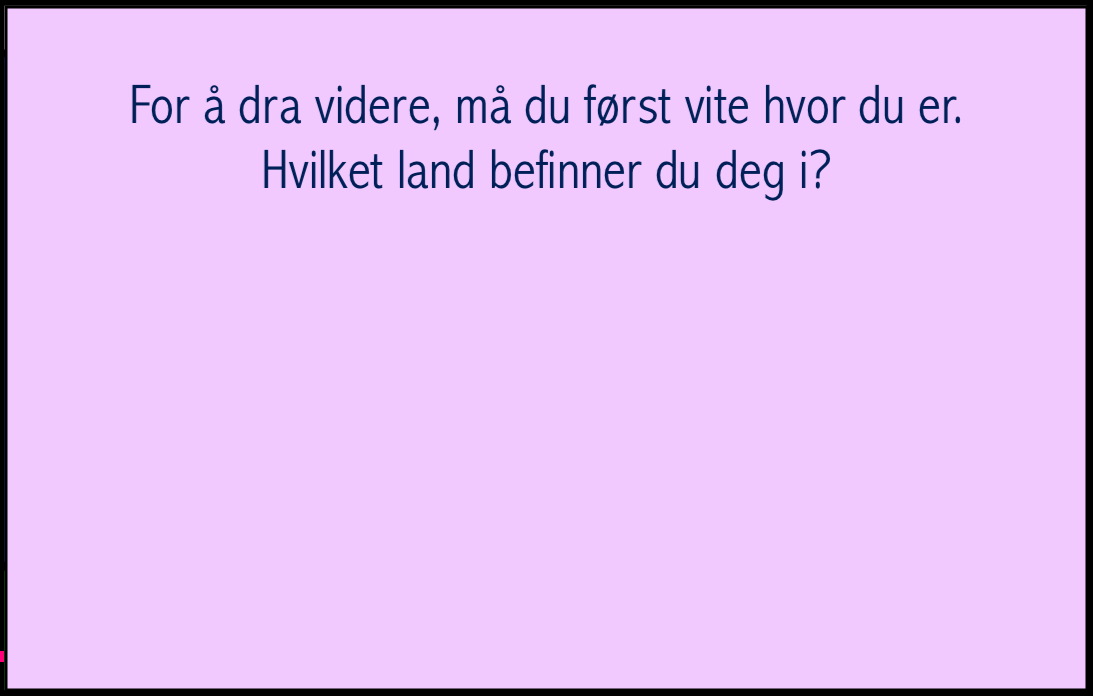 For å dra videre, må du først vite hvor du er.
Hvilket land befinner du deg i?